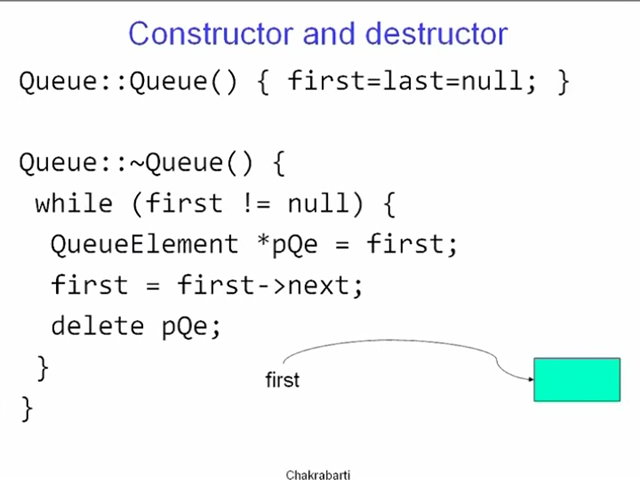 Constructor and destructor
Queue::Queue() { first=last=null; }
Queue::~Queue() {
while (first != null) {
QueueElement *pQe = first;
first = first->next;
delete pQe;
}
first
}
Chakrabarti